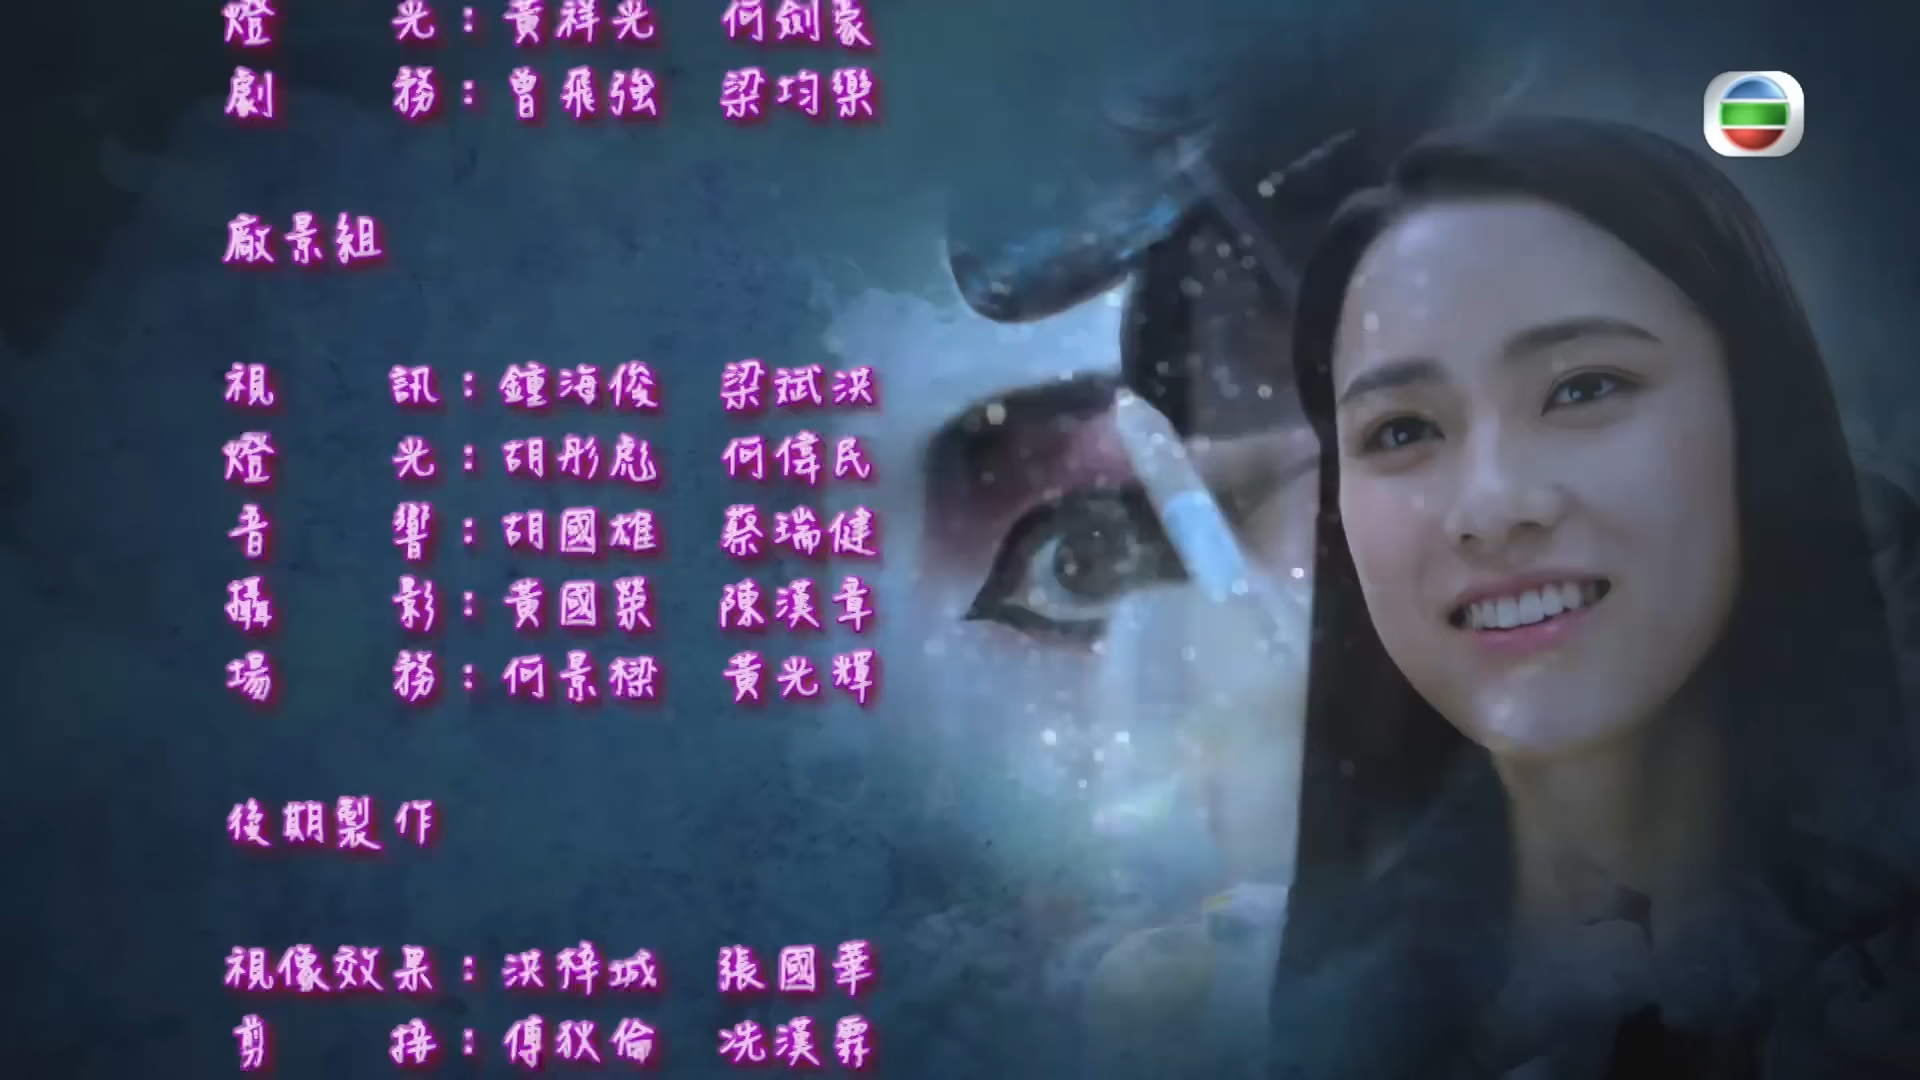 燈光：黃祥光 何劍豪
劇務：曾飛強 梁均樂
廠景組
視訊：鍾海俊 梁斌洪
燈光：胡彤彪 何偉民
音響：胡國雄 蔡瑞健
攝影：黃國榮 陳漢章
場務：何景樑 黃光輝
後期製作
視像效果：洪梓城 張國華
剪接：傅狄倫 冼漢霖